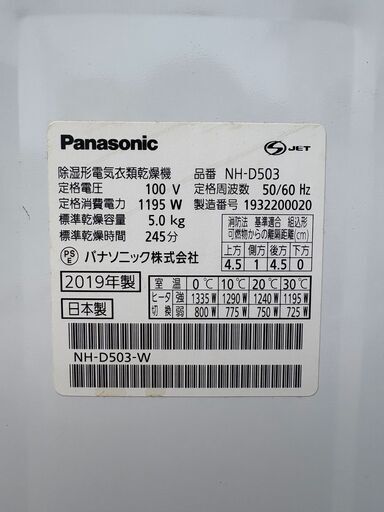 Panasonic
S JET
除湿形電気衣類乾燥機 品番 NH-D503
定格電圧 100 V 定格周波数 50/60 Hz
定格消費電力 1195 W 製造番号 1932200020
標準乾燥容量 5.0 kg
標準乾燥時間 245分
消防法 基準適合 組込形
可燃物からの離隔距離(cm)
上方 側方 後方 下方
4.5 1 4.5 0
PS E パナソニック株式会社
2019年製
日本製
室温 0℃ 10℃ 20℃ 30℃
ヒータ切換 強 1335 W 1290 W 1240 W 1195 W
弱 800 W 775 W 750 W 725 W
NH-D503-W